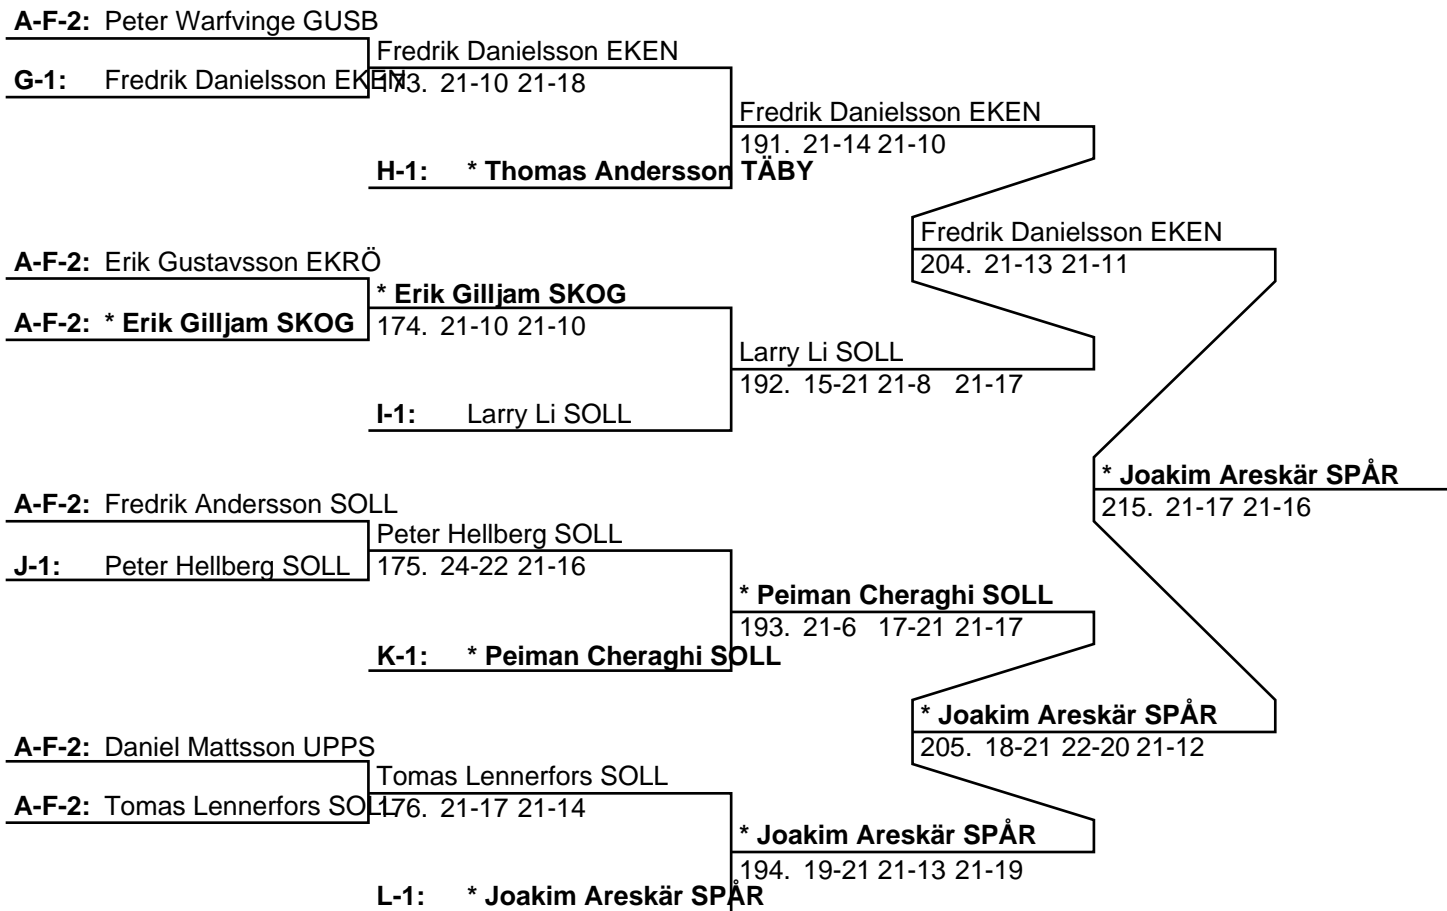 A-F-2: Peter Warfvinge GUSB
Fredrik Danielsson EKEN
G-1: Fredrik Danielsson EKEN
173. 21-10 21-18
Fredrik Danielsson EKEN
191. 21-14 21-10
H-1: * Thomas Andersson TÄBY
Fredrik Danielsson EKEN
204. 21-13 21-11
A-F-2: Erik Gustavsson EKRÖ
* Erik Gilljam SKOG
A-F-2: * Erik Gilljam SKOG
174. 21-10 21-10
Larry Li SOLL
192. 15-21 21-8 21-17
I-1: Larry Li SOLL
* Joakim Areskär SPÅR
215. 21-17 21-16
A-F-2: Fredrik Andersson SOLL
Peter Hellberg SOLL
J-1: Peter Hellberg SOLL
175. 24-22 21-16
* Peiman Cheraghi SOLL
193. 21-6 17-21 21-17
K-1: * Peiman Cheraghi SOLL
* Joakim Areskär SPÅR
205. 18-21 22-20 21-12
A-F-2: Daniel Mattsson UPPS
Tomas Lennerfors SOLL
A-F-2: Tomas Lennerfors SOLL
176. 21-17 21-14
* Joakim Areskär SPÅR
194. 19-21 21-13 21-19
L-1: * Joakim Areskär SPÅR